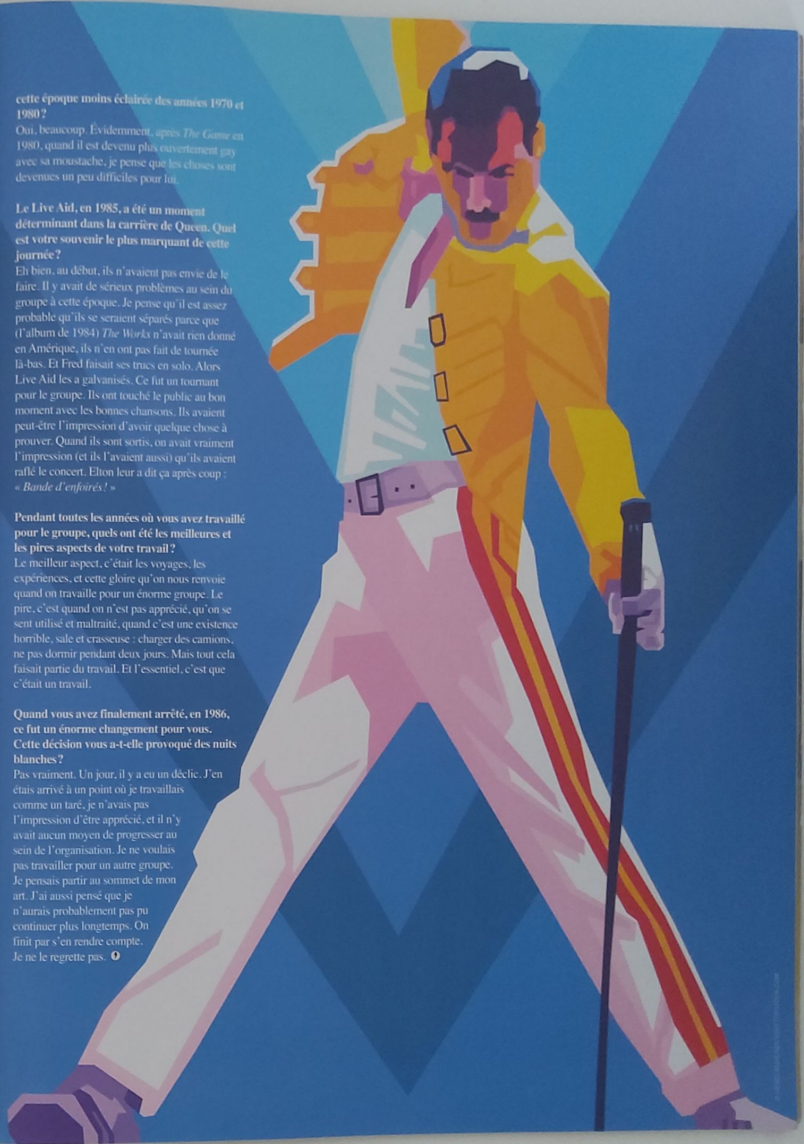 cette époque moins éclairée des années 1970 et
1980 ?
Oui, beaucoup. Évidemment, après The Game en
1980, quand il est devenu plus ouvertement gay
avec sa moustache, je pense que les choses sont
devenues un peu difficiles pour lui.
Le Live Aid, en 1985, a été un moment
déterminant dans la carrière de Queen. Quel
est votre souvenir le plus marquant de cette
journée ?
Eh bien, au début, ils n'avaient pas envie de le
faire. Il y avait de sérieux problèmes au sein du
groupe à cette époque. Je pense qu'il est assez
probable qu'ils se seraient séparés parce que
(l'album de 1984) The Works n'avait rien donné
en Amérique, ils n'en ont pas fait de tournée
là-bas. Et Fred faisait ses trucs en solo. Alors
Live Aid les a galvanisés. Ce fut un tournant
pour le groupe. Ils ont touché le public au bon
moment avec les bonnes chansons. Ils avaient
peut-être l'impression d'avoir quelque chose à
prouver. Quand ils sont sortis, on avait vraiment
l'impression (et ils l'avaient aussi) qu'ils avaient
raflé le concert. Elton leur a dit ça après coup :
« Bande d'enfoirés ! »
Pendant toutes les années où vous avez travaillé
pour le groupe, quels ont été les meilleures et
les pires aspects de votre travail ?
Le meilleur aspect, c'était les voyages, les
expériences, et cette gloire qu'on nous renvoie
quand on travaille pour un énorme groupe. Le
pire, c'est quand on n'est pas apprécié, qu'on se
sent utilisé et maltraité, quand c'est une existence
horrible, sale et crasseuse : charger des camions,
ne pas dormir pendant deux jours. Mais tout cela
faisait partie du travail. Et l'essentiel, c'est que
c'était un travail.
Quand vous avez finalement arrêté, en 1986,
ce fut un énorme changement pour vous.
Cette décision vous a-t-elle provoqué des nuits
blanches ?
Pas vraiment. Un jour, il y a eu un déclic. J'en
étais arrivé à un point où je travaillais
comme un taré, je n'avais pas
l'impression d'être apprécié, et il n'y
avait aucun moyen de progresser au
sein de l'organisation. Je ne voulais
pas travailler pour un autre groupe.
Je pensais partir au sommet de mon
art. J'ai aussi pensé que je
n'aurais probablement pas pu
continuer plus longtemps. On
finit par s'en rendre compte.
Je ne le regrette pas.